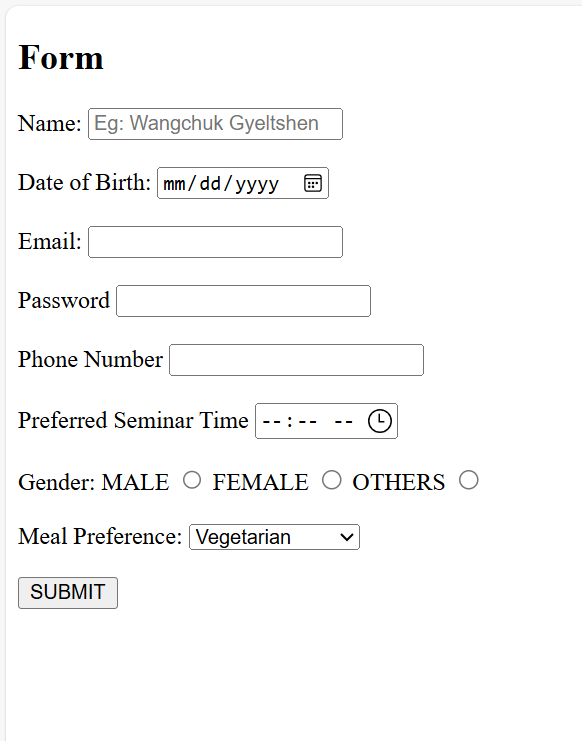 Form
Name: Eg: Wangchuk Gyeltshen
Date of Birth: mm/dd/yyyy
Email:
Password
Phone Number
Preferred Seminar Time --:-- --
Gender: MALE FEMALE OTHERS
Meal Preference: Vegetarian
SUBMIT